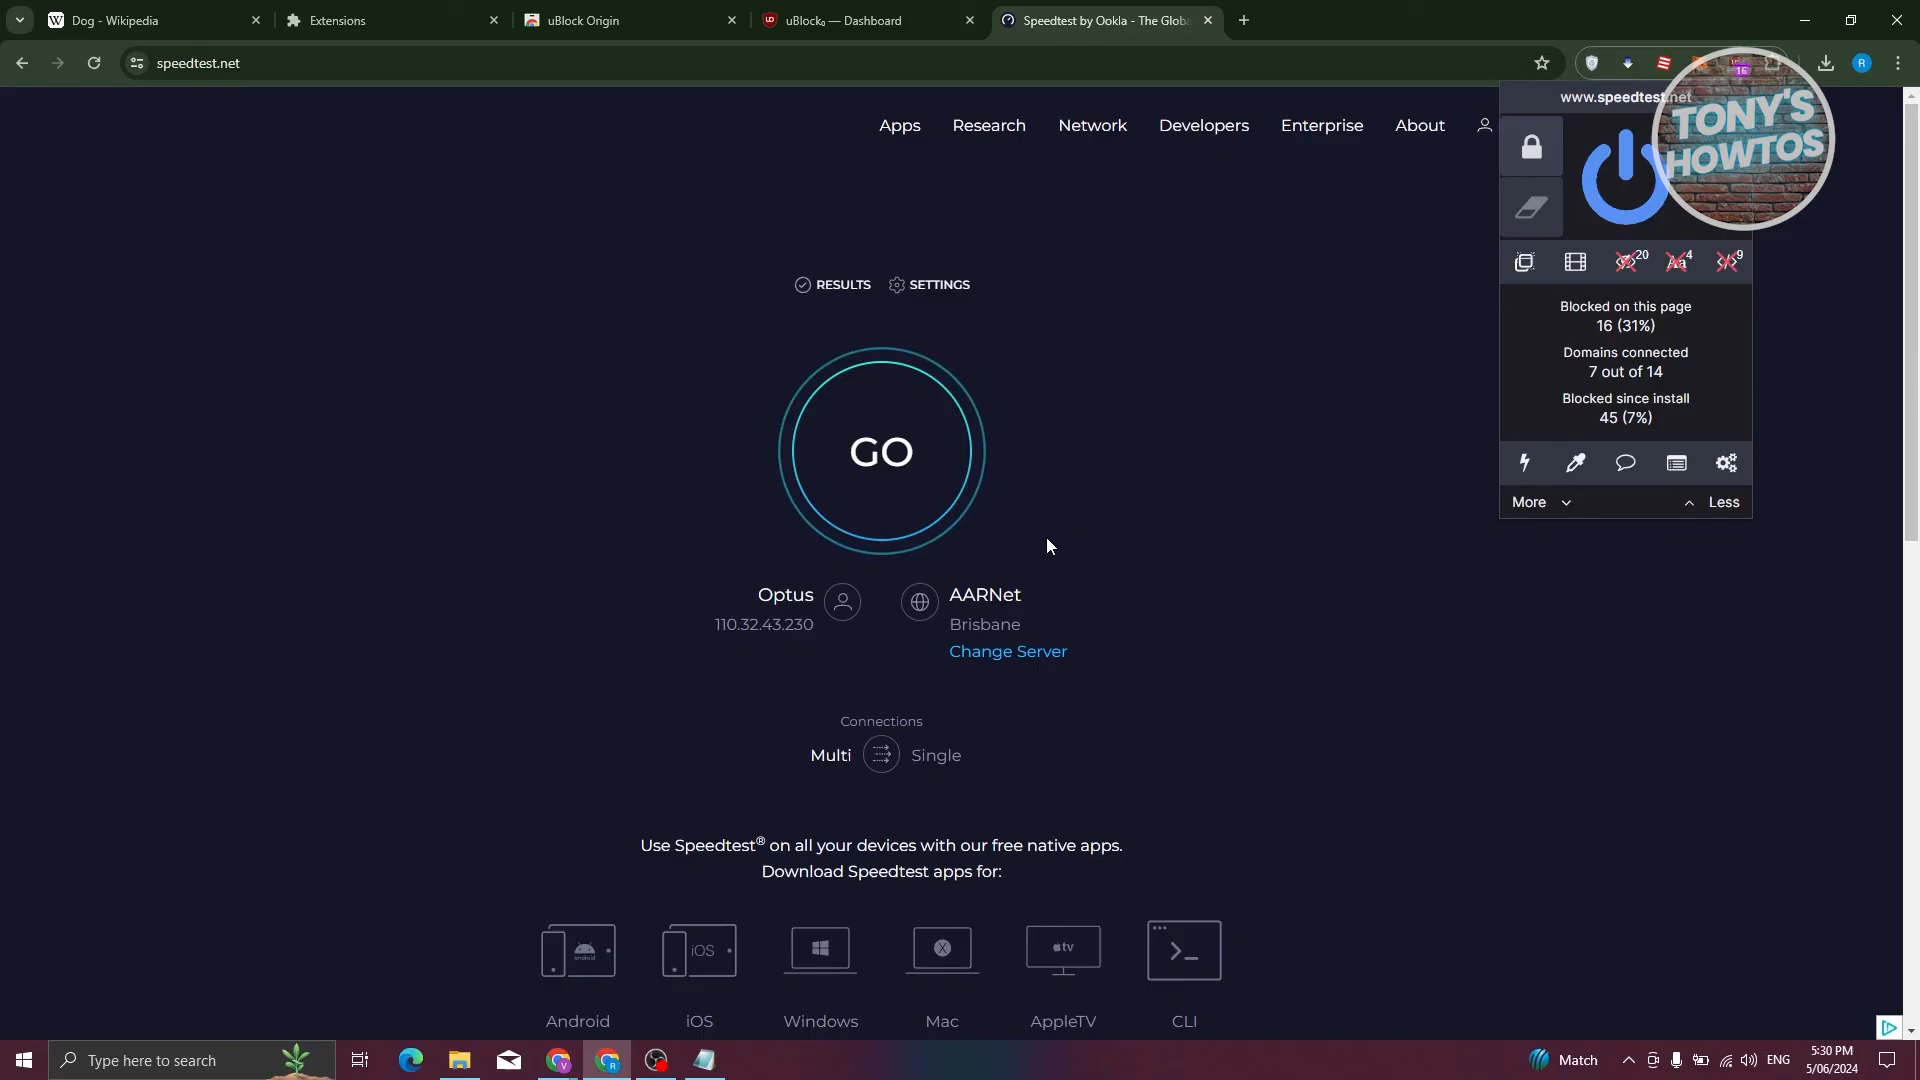 Dog - Wikipedia
Extensions
uBlock Origin
uBlock₀ — Dashboard
Speedtest by Ookla - The Globa
speedtest.net
16
www.speedtest.net
TONY'S
HOWTOS
Apps Research Network Developers Enterprise About
20 4 9
RESULTS SETTINGS
Blocked on this page
16 (31%)
Domains connected
7 out of 14
Blocked since install
45 (7%)
More Less
GO
Optus
110.32.43.230
AARNet
Brisbane
Change Server
Connections
Multi Single
Use Speedtest® on all your devices with our free native apps.
Download Speedtest apps for:
android iOS X tv
Android iOS Windows Mac AppleTV CLI
Type here to search
V R
Match
ENG
5:30 PM
5/06/2024